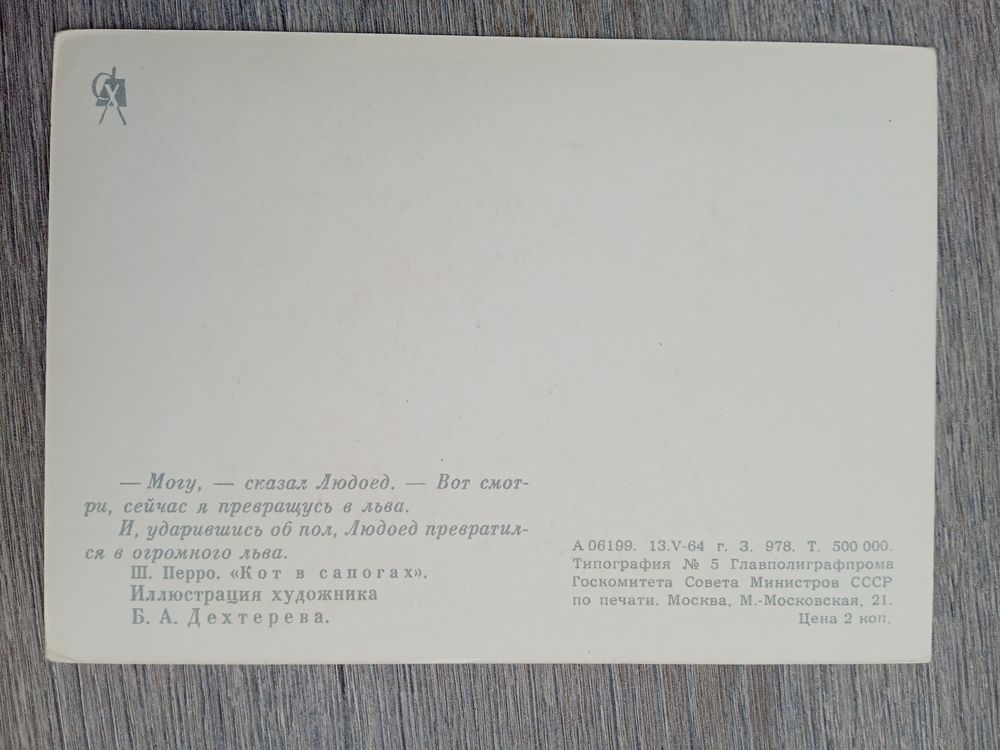 — Могу, — сказал Людоед. — Вот смот-
ри, сейчас я превращусь в льва.
И, ударившись об пол, Людоед превратил-
ся в огромного льва.
Ш. Перро. «Кот в сапогах».
Иллюстрация художника
Б. А. Дехтерева.
А 06199. 13.V-64 г. З. 978. Т. 500 000.
Типография № 5 Главполиграфпрома
Госкомитета Совета Министров СССР
по печати. Москва, М.-Московская, 21.
Цена 2 коп.